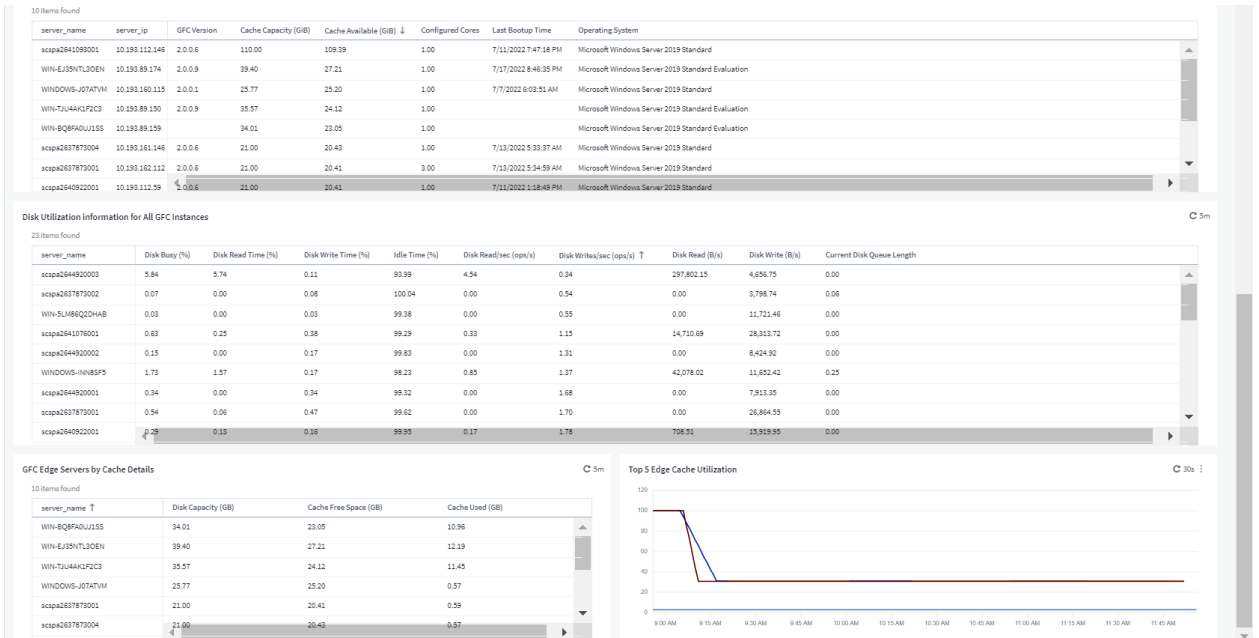 10 items found
server_name server_ip GFC Version Cache Capacity (GiB) Cache Available (GiB) ↓ Configured Cores Last Bootup Time Operating System
scspa2641093001 10.193.112.146 2.0.0.6 110.00 109.39 1.00 7/11/2022 7:47:18 PM Microsoft Windows Server 2019 Standard
WIN-EJ35NTL3OEN 10.193.89.174 2.0.0.9 39.40 27.21 1.00 7/17/2022 8:46:35 PM Microsoft Windows Server 2019 Standard Evaluation
WINDOWS-J07ATVM 10.193.160.115 2.0.0.1 25.77 25.20 1.00 7/7/2022 6:03:51 AM Microsoft Windows Server 2019 Standard
WIN-TJU4AK1F2C3 10.193.89.150 2.0.0.9 35.57 24.12 1.00 Microsoft Windows Server 2019 Standard Evaluation
WIN-BQ8FA0UJ1SS 10.193.89.159 34.01 23.05 1.00 Microsoft Windows Server 2019 Standard Evaluation
scspa2637873004 10.193.161.146 2.0.0.6 21.00 20.43 1.00 7/13/2022 5:33:37 AM Microsoft Windows Server 2019 Standard
scspa2637873001 10.193.162.112 2.0.0.6 21.00 20.41 3.00 7/13/2022 5:34:59 AM Microsoft Windows Server 2019 Standard
scspa2640922001 10.193.112.59 2.0.0.6 21.00 20.41 1.00 7/11/2022 1:18:49 PM Microsoft Windows Server 2019 Standard
Disk Utilization information for All GFC Instances 5m
23 items found
server_name Disk Busy (%) Disk Read Time (%) Disk Write Time (%) Idle Time (%) Disk Read/sec (ops/s) Disk Writes/sec (ops/s) ↑ Disk Read (B/s) Disk Write (B/s) Current Disk Queue Length
scspa2644920003 5.84 5.74 0.11 93.99 4.54 0.34 297,802.15 4,656.75 0.00
scspa2637873002 0.07 0.00 0.08 100.04 0.00 0.54 0.00 3,798.74 0.06
WIN-5LM86Q2DHAB 0.03 0.00 0.03 99.38 0.00 0.55 0.00 11,721.46 0.00
scspa2641076001 0.63 0.25 0.38 99.29 0.33 1.15 14,710.69 28,313.72 0.00
scspa2644920002 0.15 0.00 0.17 99.83 0.00 1.31 0.00 8,424.92 0.00
WINDOWS-INN8SF5 1.73 1.57 0.17 98.23 0.85 1.37 42,078.02 11,652.42 0.25
scspa2644920001 0.34 0.00 0.34 99.32 0.00 1.68 0.00 7,913.35 0.00
scspa2637873001 0.54 0.06 0.47 99.62 0.00 1.70 0.00 26,864.55 0.00
scspa2640922001 0.29 0.13 0.16 99.95 0.17 1.78 708.51 15,919.95 0.00
GFC Edge Servers by Cache Details 5m
10 items found
server_name ↑ Disk Capacity (GB) Cache Free Space (GB) Cache Used (GB)
WIN-BQ8FA0UJ1SS 34.01 23.05 10.96
WIN-EJ35NTL3OEN 39.40 27.21 12.19
WIN-TJU4AK1F2C3 35.57 24.12 11.45
WINDOWS-J07ATVM 25.77 25.20 0.57
scspa2637873001 21.00 20.41 0.59
scspa2637873004 21.00 20.43 0.57
Top 5 Edge Cache Utilization 30s
120
100
80
60
40
20
0
9:00 AM 9:15 AM 9:30 AM 9:45 AM 10:00 AM 10:15 AM 10:30 AM 10:45 AM 11:00 AM 11:15 AM 11:30 AM 11:45 AM